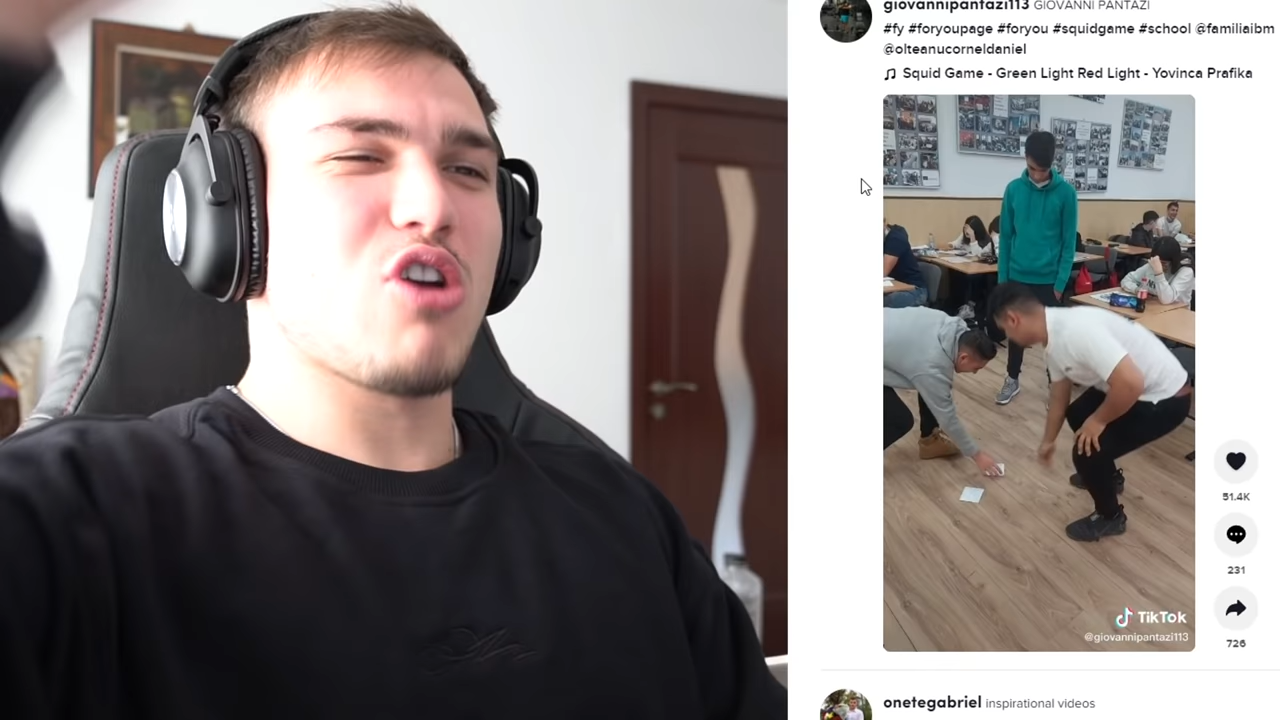 giovannipantazi113 GIOVANNI PANTAZI
#fy #foryoupage #foryou #squidgame #school @familiaibm
@olteanucorneldaniel
Squid Game - Green Light Red Light - Yovinca Prafika
51.4K
231
726
TikTok
@giovannipantazi113
onetegabriel inspirational videos